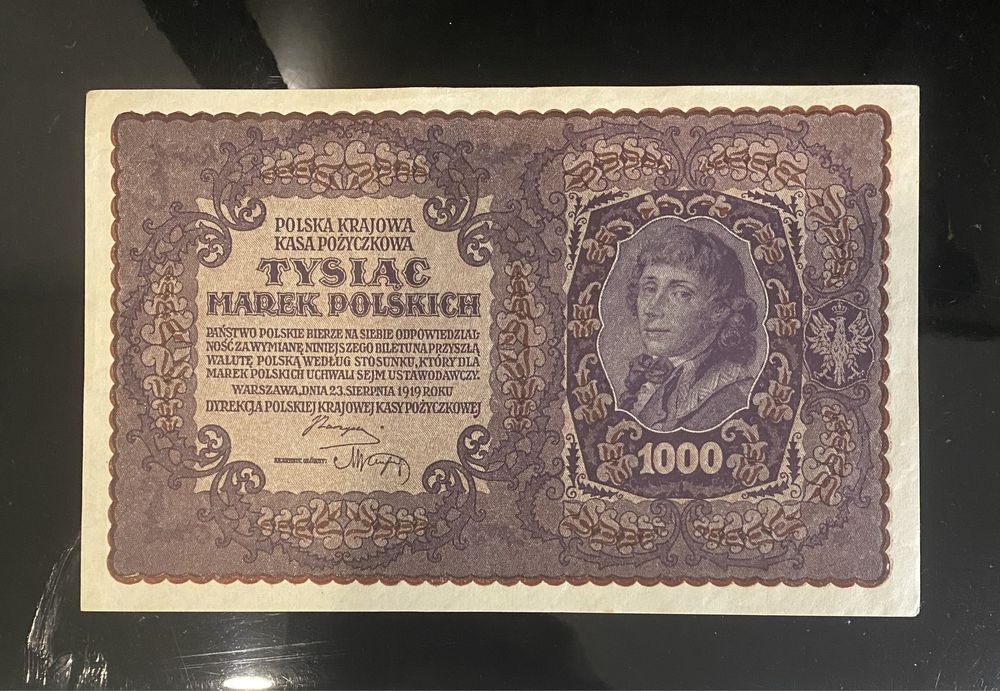 POLSKA KRAJOWA
KASA POŻYCZKOWA
TYSIĄC
MAREK POLSKICH
PAŃSTWO POLSKIE BIERZE NA SIEBIE ODPOWIEDZIAL
NOŚĆ ZA WYMIANĘ NINIEJSZEGO BILETU NA PRZYSZŁĄ
WALUTĘ POLSKĄ WEDŁUG STOSUNKU, KTÓRY DLA
MAREK POLSKICH UCHWALI SEJM USTAWODAWCZY.
WARSZAWA, DNIA 23. SIERPNIA 1919 ROKU
DYREKCJA POLSKIEJ KRAJOWEJ KASY POŻYCZKOWEJ
SKARBNIK GŁÓWNY:
1000